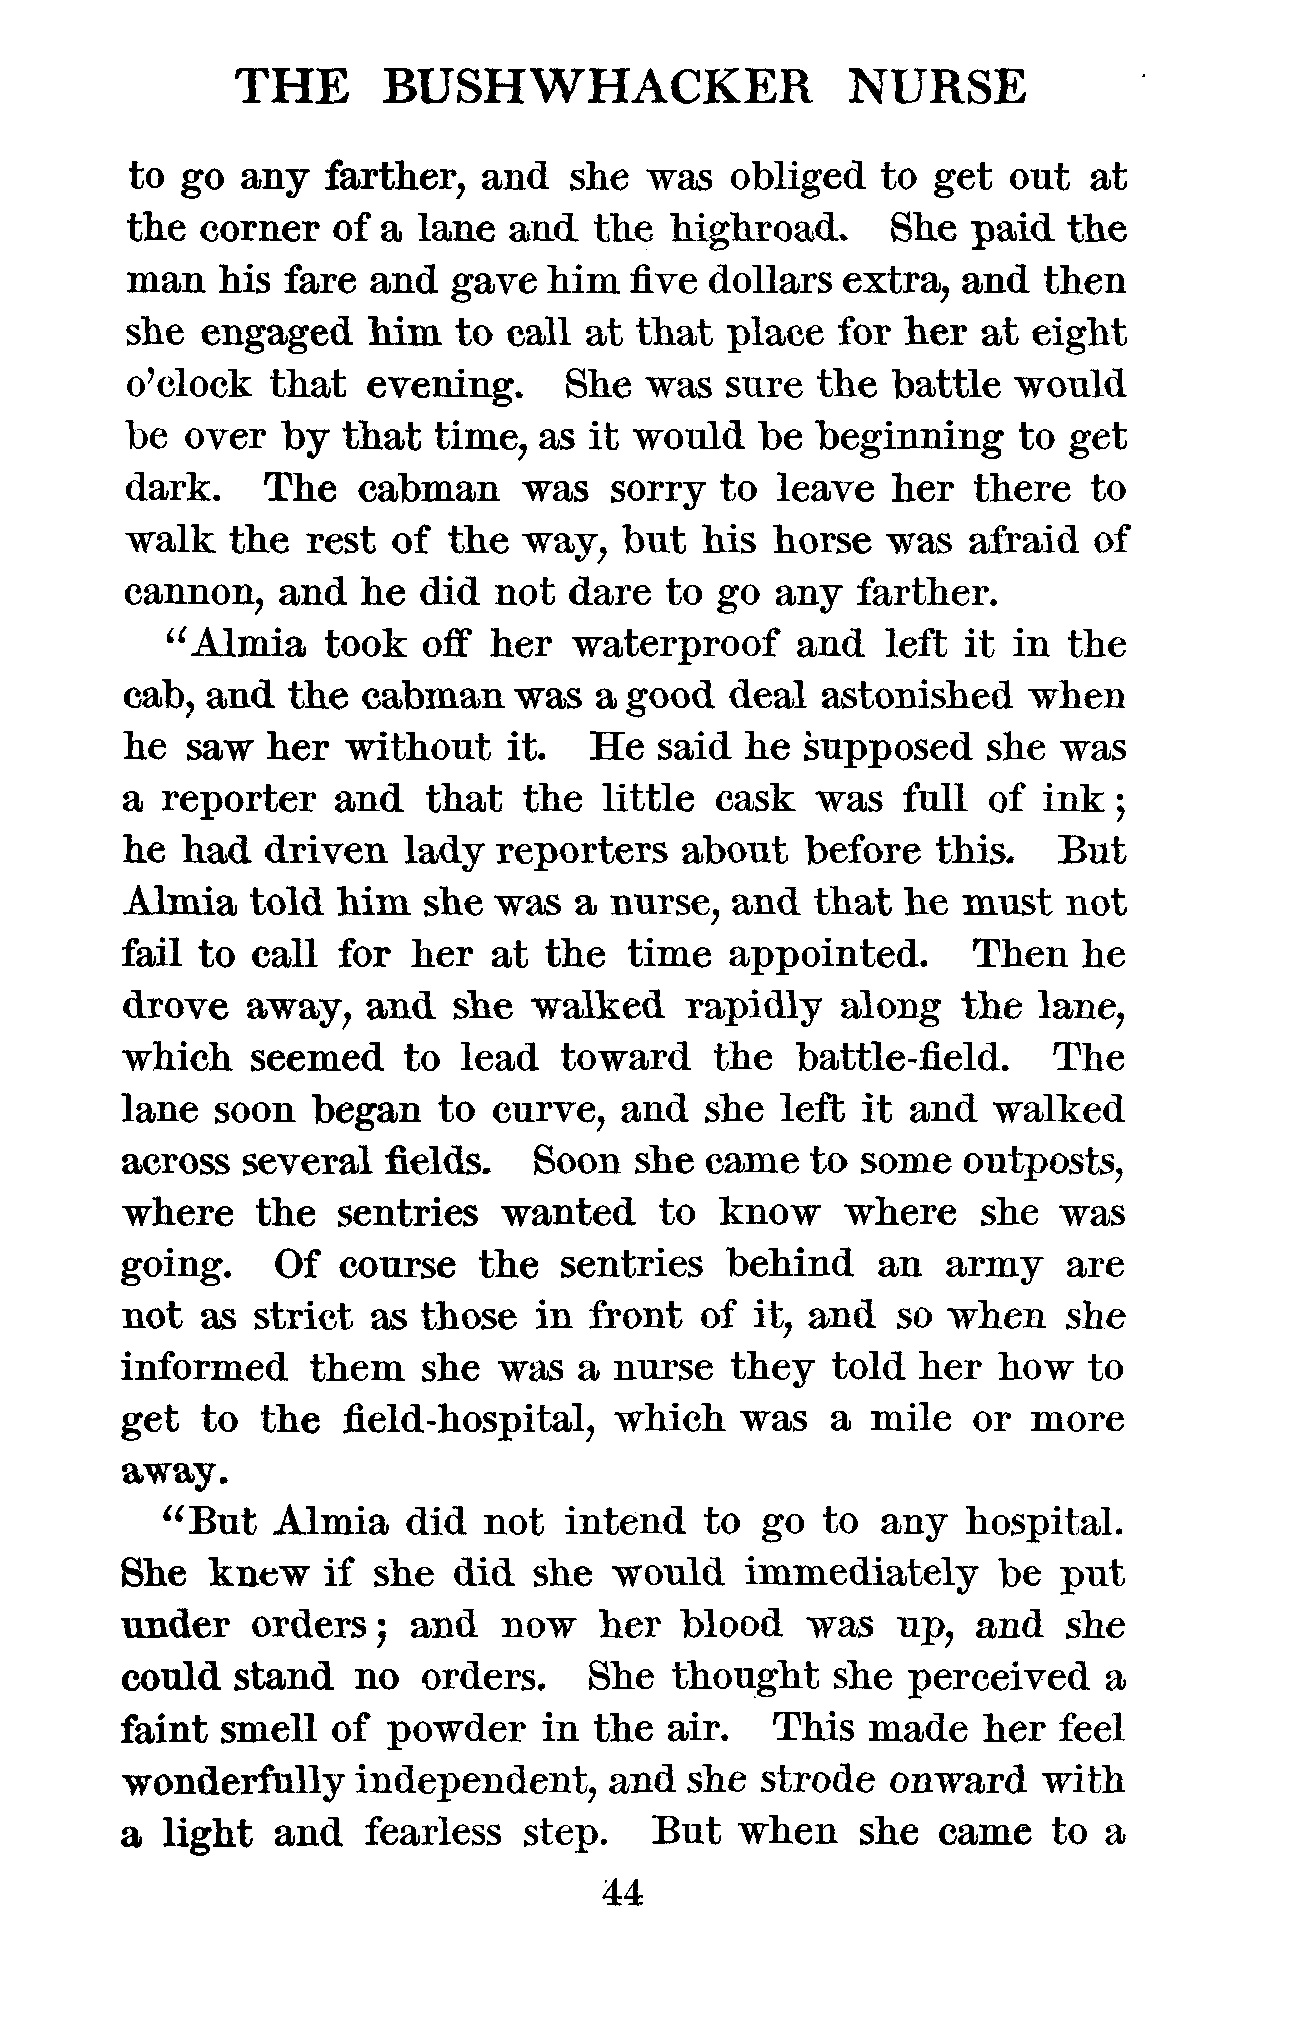 THE BUSHWHACKER NURSE
to go any farther, and she was obliged to get out at
the corner of a lane and the highroad. She paid the
man his fare and gave him five dollars extra, and then
she engaged him to call at that place for her at eight
o'clock that evening. She was sure the battle would
be over by that time, as it would be beginning to get
dark. The cabman was sorry to leave her there to
walk the rest of the way, but his horse was afraid of
cannon, and he did not dare to go any farther.
"Almia took off her waterproof and left it in the
cab, and the cabman was a good deal astonished when
he saw her without it. He said he supposed she was
a reporter and that the little cask was full of ink;
he had driven lady reporters about before this. But
Almia told him she was a nurse, and that he must not
fail to call for her at the time appointed. Then he
drove away, and she walked rapidly along the lane,
which seemed to lead toward the battle-field. The
lane soon began to curve, and she left it and walked
across several fields. Soon she came to some outposts,
where the sentries wanted to know where she was
going. Of course the sentries behind an army are
not as strict as those in front of it, and so when she
informed them she was a nurse they told her how to
get to the field-hospital, which was a mile or more
away.
"But Almia did not intend to go to any hospital.
She knew if she did she would immediately be put
under orders; and now her blood was up, and she
could stand no orders. She thought she perceived a
faint smell of powder in the air. This made her feel
wonderfully independent, and she strode onward with
a light and fearless step. But when she came to a
44